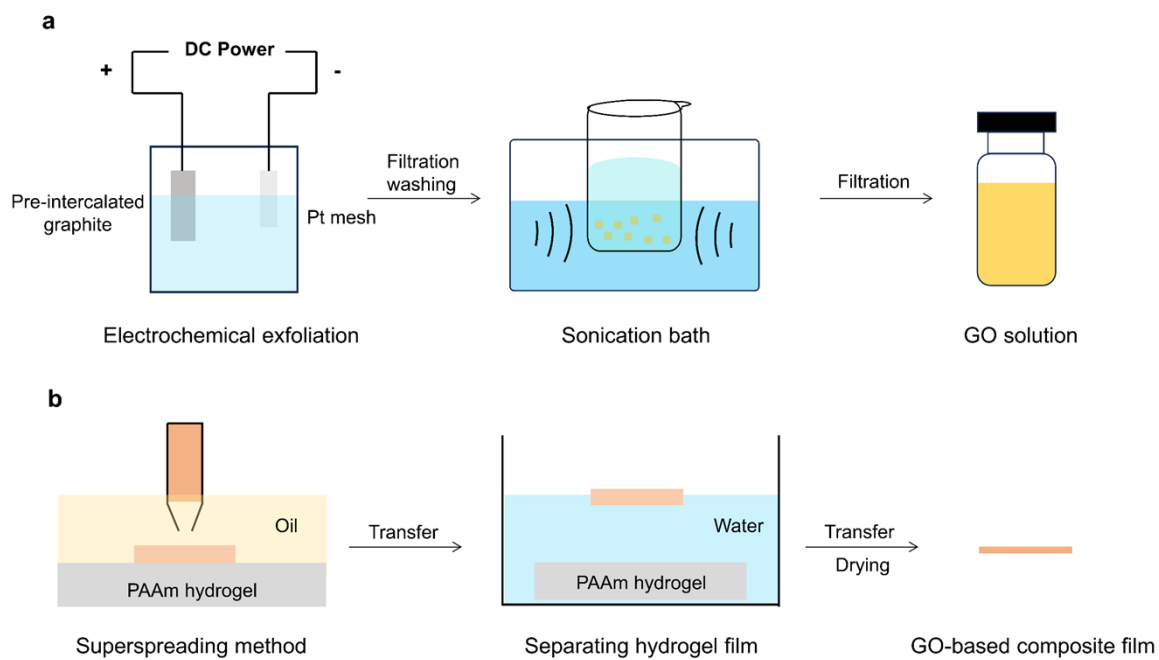 a
DC Power
+
-
Pre-intercalated
graphite
Pt mesh
Filtration
washing
Filtration
Electrochemical exfoliation
Sonication bath
GO solution
b
Oil
PAAm hydrogel
Transfer
Water
PAAm hydrogel
Transfer
Drying
Superspreading method
Separating hydrogel film
GO-based composite film